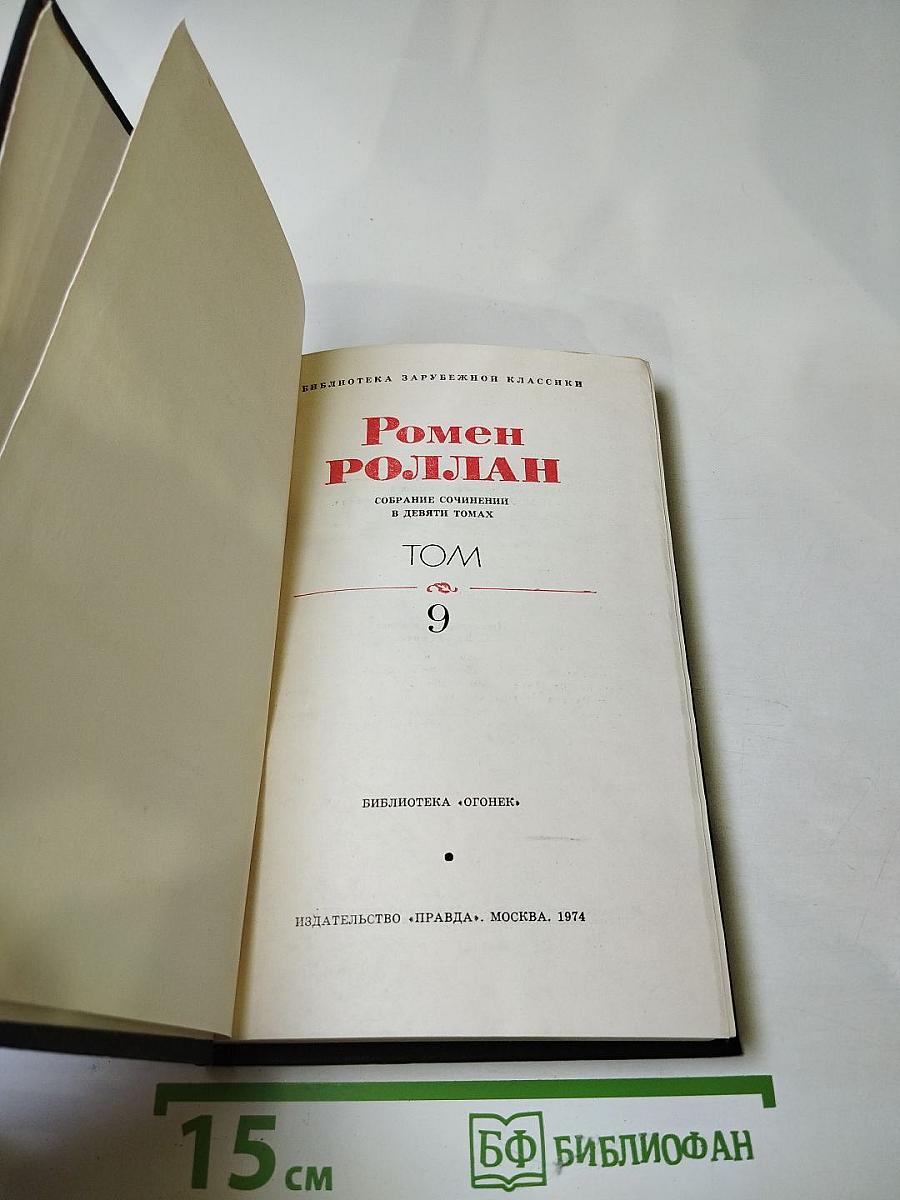 БИБЛИОТЕКА ЗАРУБЕЖНОЙ КЛАССИКИ
Ромен
РОЛЛАН
СОБРАНИЕ СОЧИНЕНИЙ
В ДЕВЯТИ ТОМАХ
ТОМ
9
БИБЛИОТЕКА «ОГОНЕК»
ИЗДАТЕЛЬСТВО «ПРАВДА». МОСКВА. 1974
15 см
БФ БИБЛИОФАН